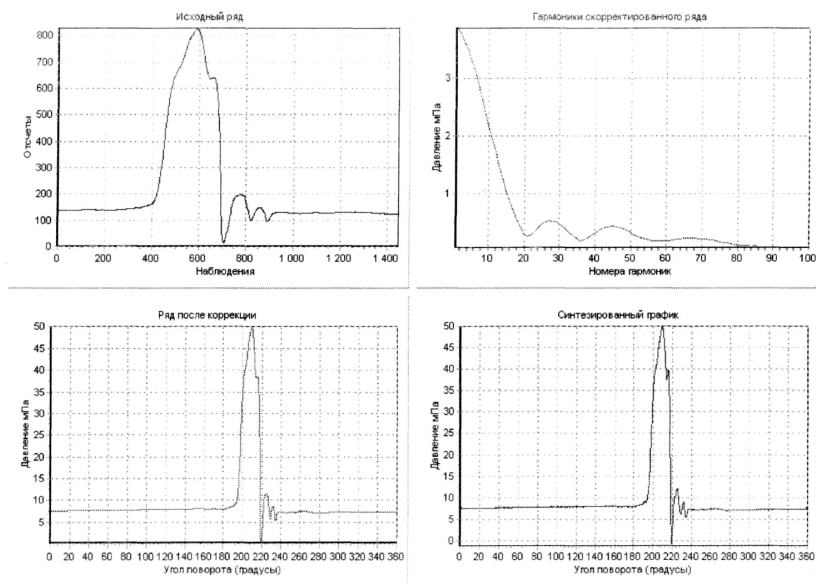 Исходный ряд
800
700
600
500
400
300
200
100
0
Отсчеты
0 200 400 600 800 1 000 1 200 1 400
Наблюдения
Гармоники скорректированного ряда
3
2
1
Давление мПа
10 20 30 40 50 60 70 80 90 100
Номера гармоник
Ряд после коррекции
50
45
40
35
30
25
20
15
10
5
Давление мПа
0 20 40 60 80 100 120 140 160 180 200 220 240 260 280 300 320 340 360
Угол поворота (градусы)
Синтезированный график
50
45
40
35
30
25
20
15
10
5
0
Давление мПа
0 20 40 60 80 100 120 140 160 180 200 220 240 260 280 300 320 340 360
Угол поворота (градусы)